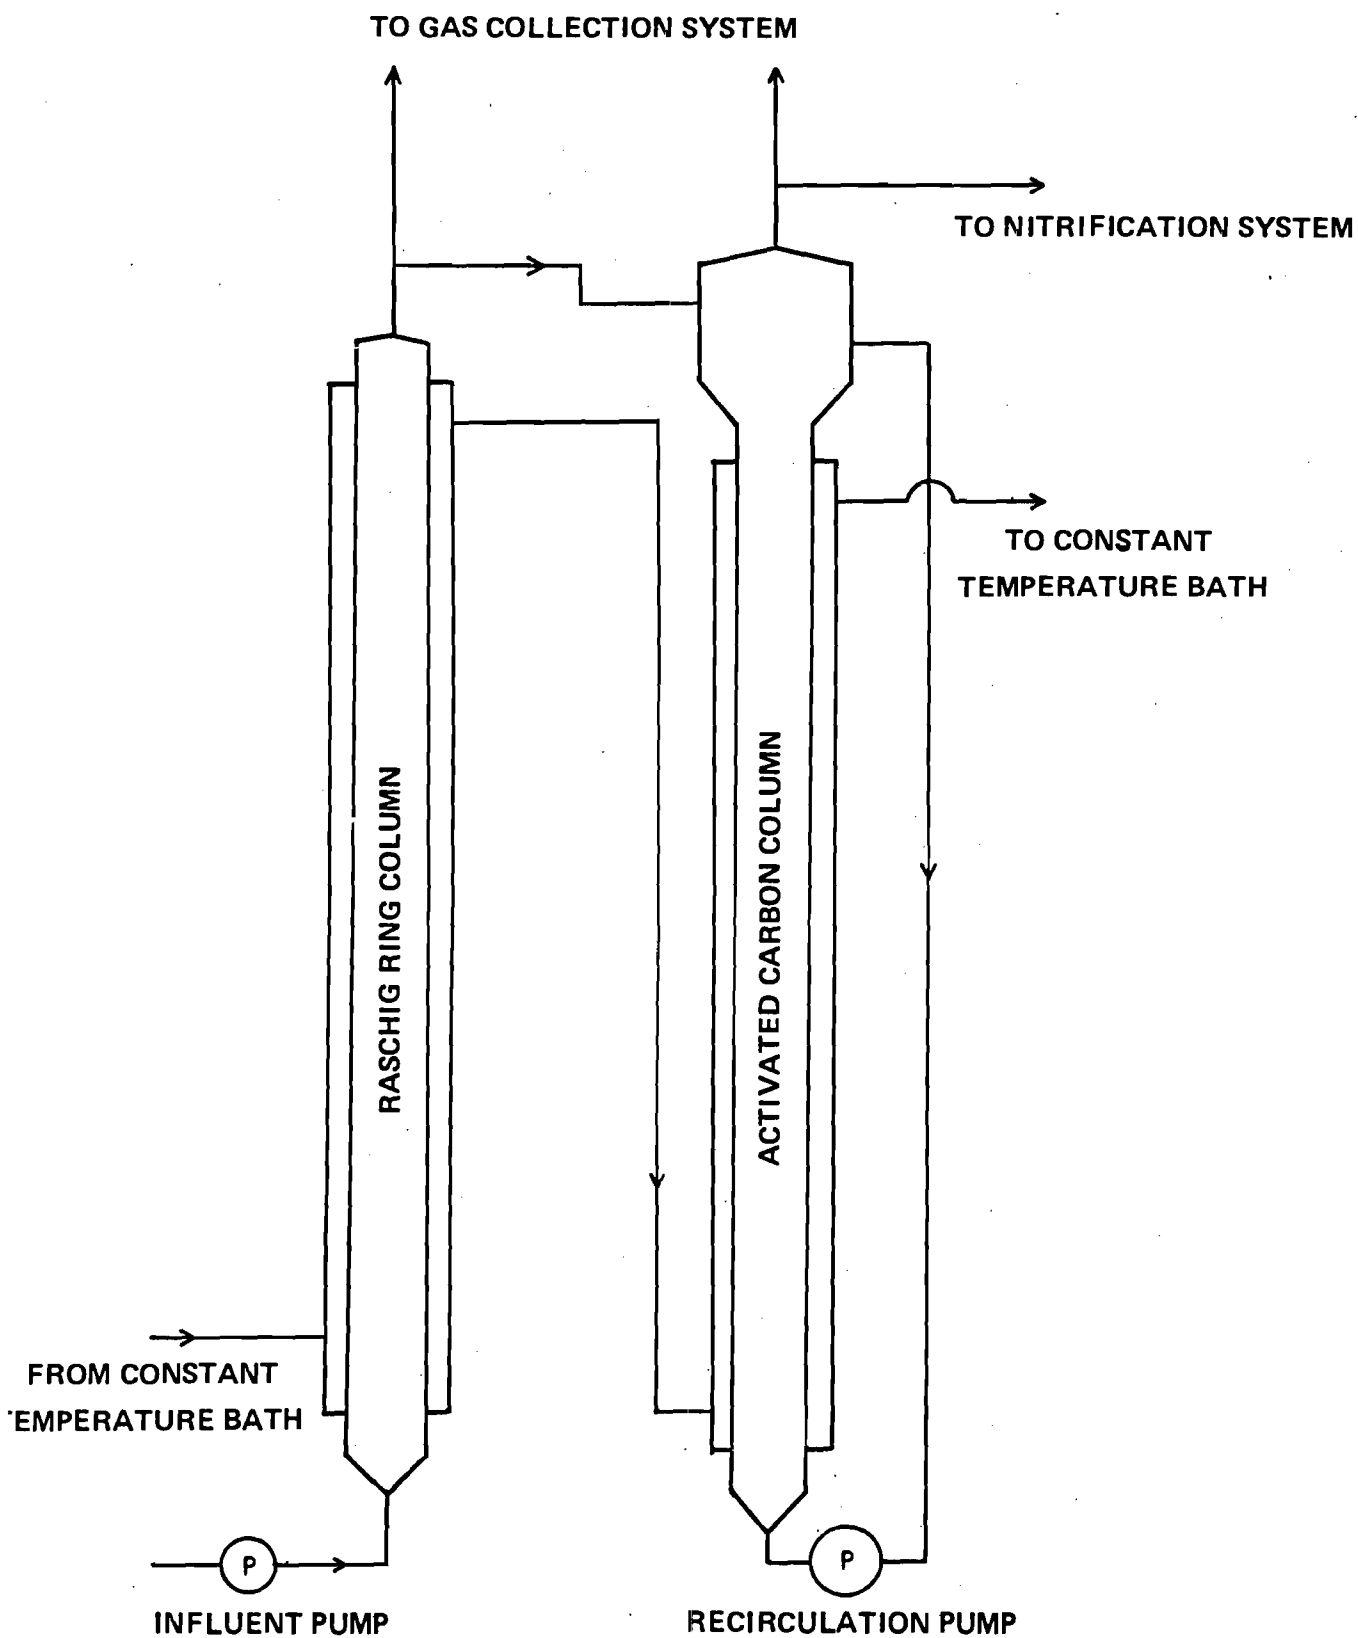 TO GAS COLLECTION SYSTEM
TO NITRIFICATION SYSTEM
TO CONSTANT
TEMPERATURE BATH
RASCHIG RING COLUMN
ACTIVATED CARBON COLUMN
FROM CONSTANT
EMPERATURE BATH
P
P
INFLUENT PUMP
RECIRCULATION PUMP